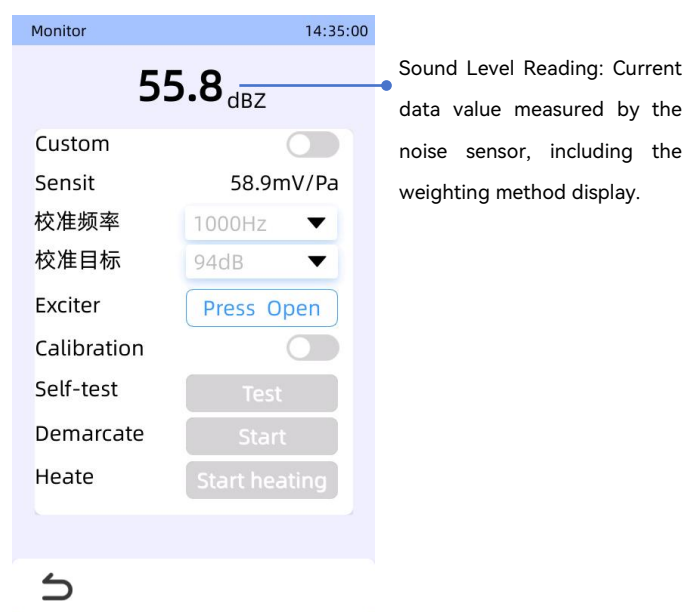 Monitor 14:35:00
55.8 dBZ
Custom
Sensit 58.9mV/Pa
校准频率 1000Hz
校准目标 94dB
Exciter Press Open
Calibration
Self-test Test
Demarcate Start
Heate Start heating
Sound Level Reading: Current
data value measured by the
noise sensor, including the
weighting method display.